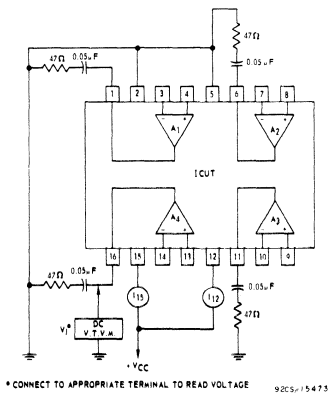 47Ω
0.05µF
47Ω
0.05µF
1
2
3
4
5
6
7
8
A1
A2
ICUT
A4
A3
16
15
14
13
12
11
10
9
47Ω
0.05µF
I15
I12
0.05µF
47Ω
V1*
DC
V.T.V.M.
+VCC
* CONNECT TO APPROPRIATE TERMINAL TO READ VOLTAGE
92CS-15473